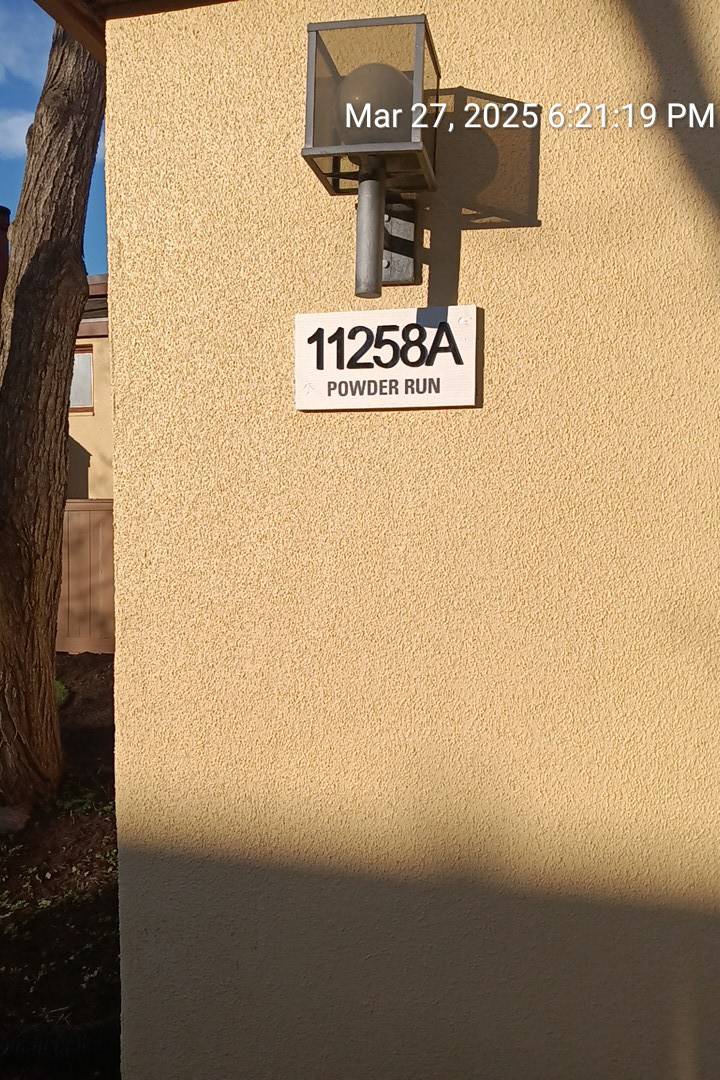 Mar 27, 2025 6:21:19 PM
11258A
POWDER RUN